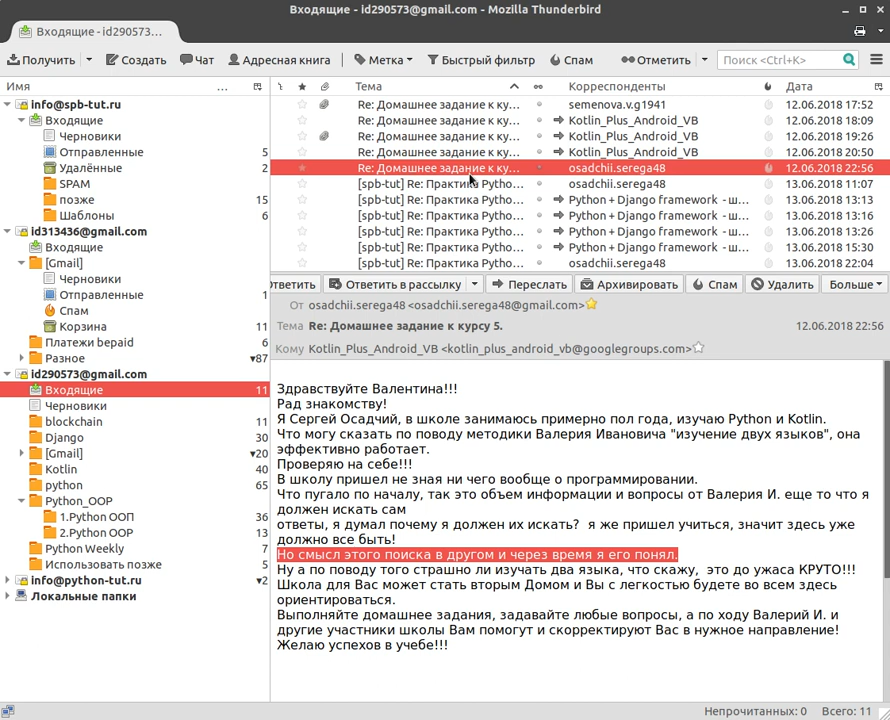 Входящие - id290573@gmail.com - Mozilla Thunderbird
Входящие - id290573…
Получить Создать Чат Адресная книга Метка Быстрый фильтр Спам Отметить Поиск <Ctrl+K>
Имя ...
info@spb-tut.ru
Входящие
Черновики
Отправленные 5
Удалённые 2
SPAM
позже 15
Шаблоны 6
id313436@gmail.com
Входящие
[Gmail]
Черновики
Отправленные 1
Спам
Корзина 11
Платежи bepaid 6
Разное ▾87
id290573@gmail.com
Входящие 11
Черновики
blockchain 11
Django 30
[Gmail] ▾20
Kotlin 40
python 65
Python_OOP
1.Python ООП 36
2.Python OOP 13
Python Weekly 7
Использовать позже 12
info@python-tut.ru ▾2
Локальные папки
Тема Корреспонденты Дата
Re: Домашнее задание к ку... semenova.v.g1941 12.06.2018 17:52
Re: Домашнее задание к ку... Kotlin_Plus_Android_VB 12.06.2018 18:09
Re: Домашнее задание к ку... Kotlin_Plus_Android_VB 12.06.2018 19:26
Re: Домашнее задание к ку... Kotlin_Plus_Android_VB 12.06.2018 20:50
Re: Домашнее задание к ку... osadchii.serega48 12.06.2018 22:56
[spb-tut] Re: Практика Pytho... osadchii.serega48 13.06.2018 11:07
[spb-tut] Re: Практика Pytho... Python + Django framework - ш... 13.06.2018 13:13
[spb-tut] Re: Практика Pytho... Python + Django framework - ш... 13.06.2018 13:16
[spb-tut] Re: Практика Pytho... Python + Django framework - ш... 13.06.2018 13:26
[spb-tut] Re: Практика Pytho... Python + Django framework - ш... 13.06.2018 15:30
[spb-tut] Re: Практика Pytho... osadchii.serega48 13.06.2018 22:04
тветить Ответить в рассылку Переслать Архивировать Спам Удалить Больше
От osadchii.serega48 <osadchii.serega48@gmail.com>
Тема Re: Домашнее задание к курсу 5. 12.06.2018 22:56
Кому Kotlin_Plus_Android_VB <kotlin_plus_android_vb@googlegroups.com>
Здравствуйте Валентина!!!
Рад знакомству!
Я Сергей Осадчий, в школе занимаюсь примерно пол года, изучаю Python и Kotlin.
Что могу сказать по поводу методики Валерия Ивановича "изучение двух языков", она
эффективно работает.
Проверяю на себе!!!
В школу пришел не зная ни чего вообще о программировании.
Что пугало по началу, так это объем информации и вопросы от Валерия И. еще то что я
должен искать сам
ответы, я думал почему я должен их искать? я же пришел учиться, значит здесь уже
должно все быть!
Но смысл этого поиска в другом и через время я его понял.
Ну а по поводу того страшно ли изучать два языка, что скажу, это до ужаса КРУТО!!!
Школа для Вас может стать вторым Домом и Вы с легкостью будете во всем здесь
ориентироваться.
Выполняйте домашнее задания, задавайте любые вопросы, а по ходу Валерий И. и
другие участники школы Вам помогут и скорректируют Вас в нужное направление!
Желаю успехов в учебе!!!
Непрочитанных: 0 Всего: 11